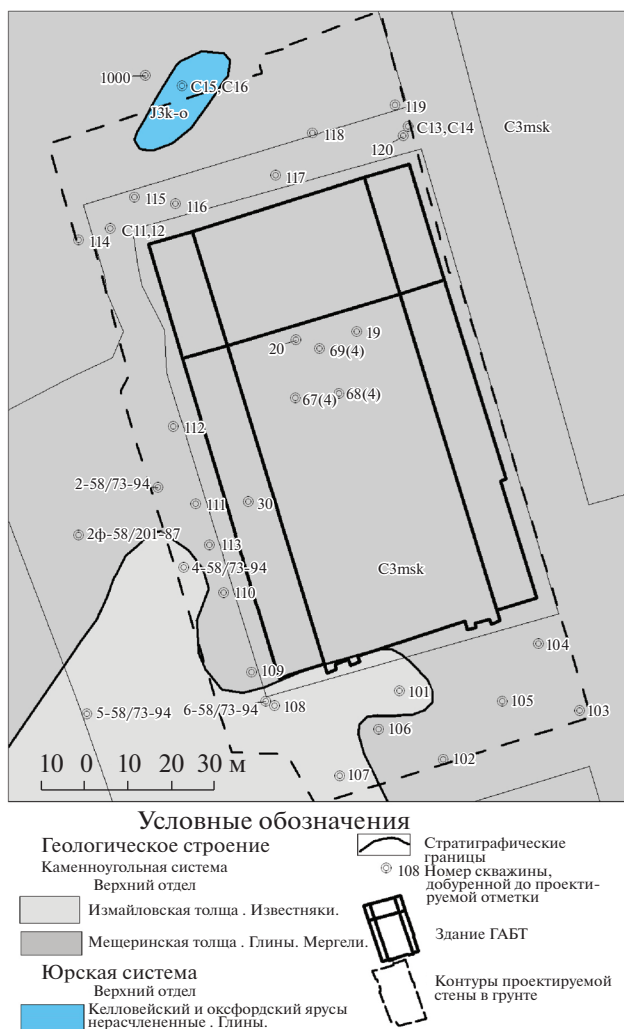 1000
C15,C16
J3k-o
119
118
C13,C14
120
C3msk
117
115
116
C11,12
114
19
20
69(4)
68(4)
67(4)
112
2-58/73-94
111
30
2ф-58/201-87
113
4-58/73-94
C3msk
110
104
109
101
6-58/73-94
108
105
103
5-58/73-94
106
102
107
10 0 10 20 30 м
Условные обозначения
Геологическое строение
Каменноугольная система
Верхний отдел
Измайловская толща . Известняки.
Мещеринская толща . Глины. Мергели.
Юрская система
Верхний отдел
Келловейский и оксфордский ярусы
нерасчлененные . Глины.
Стратиграфические
границы
108 Номер скважины,
добуренной до проекти-
руемой отметки
Здание ГАБТ
Контуры проектируемой
стены в грунте